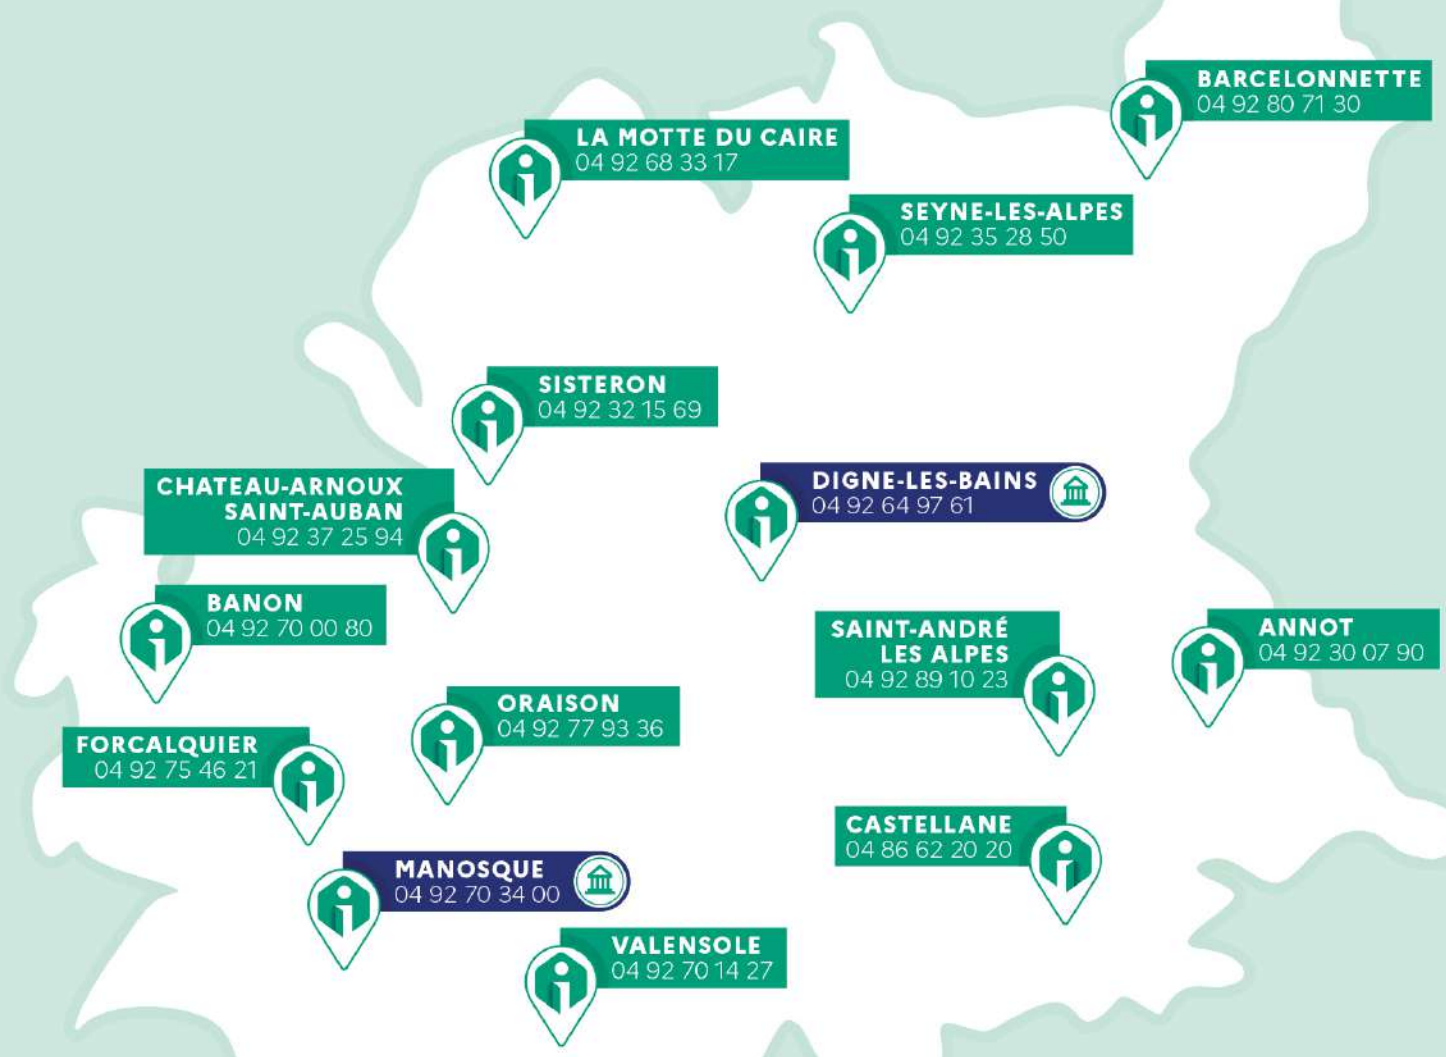 BARCELONNETTE
04 92 80 71 30
LA MOTTE DU CAIRE
04 92 68 33 17
SEYNE-LES-ALPES
04 92 35 28 50
SISTERON
04 92 32 15 69
DIGNE-LES-BAINS
04 92 64 97 61
CHATEAU-ARNOUX
SAINT-AUBAN
04 92 37 25 94
BANON
04 92 70 00 80
SAINT-ANDRÉ
LES ALPES
04 92 89 10 23
ANNOT
04 92 30 07 90
ORAISON
04 92 77 93 36
FORCALQUIER
04 92 75 46 21
CASTELLANE
04 86 62 20 20
MANOSQUE
04 92 70 34 00
VALENSOLE
04 92 70 14 27